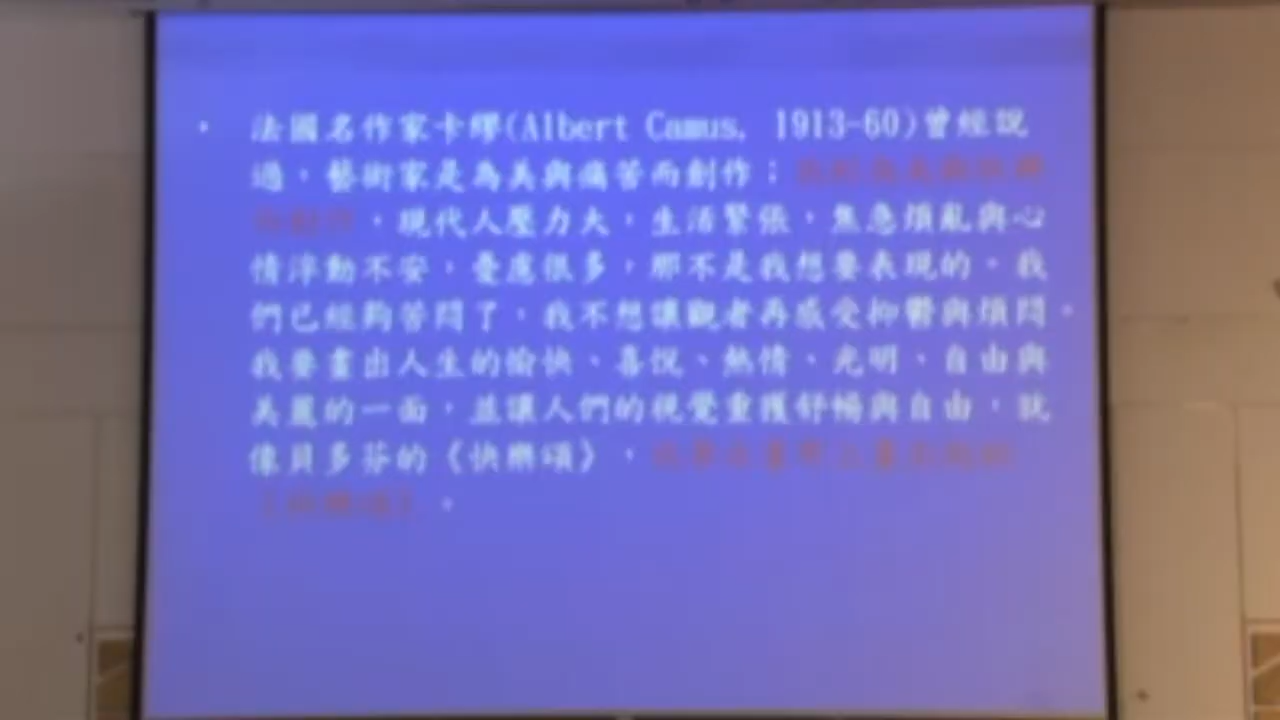 • 法國名作家卡繆(Albert Camus, 1913-60)曾經說
過，藝術家是為美與痛苦而創作；
，現代人壓力大，生活緊張，焦急煩亂與心
情浮動不安，憂慮很多，那不是我想要表現的。我
們已經夠苦悶了，我不想讓觀者再感受抑鬱與煩悶。
我要畫出人生的愉快、喜悅、熱情、光明、自由與
美麗的一面，並讓人們的視覺重獲舒暢與自由，就
像貝多芬的《快樂頌》，
。